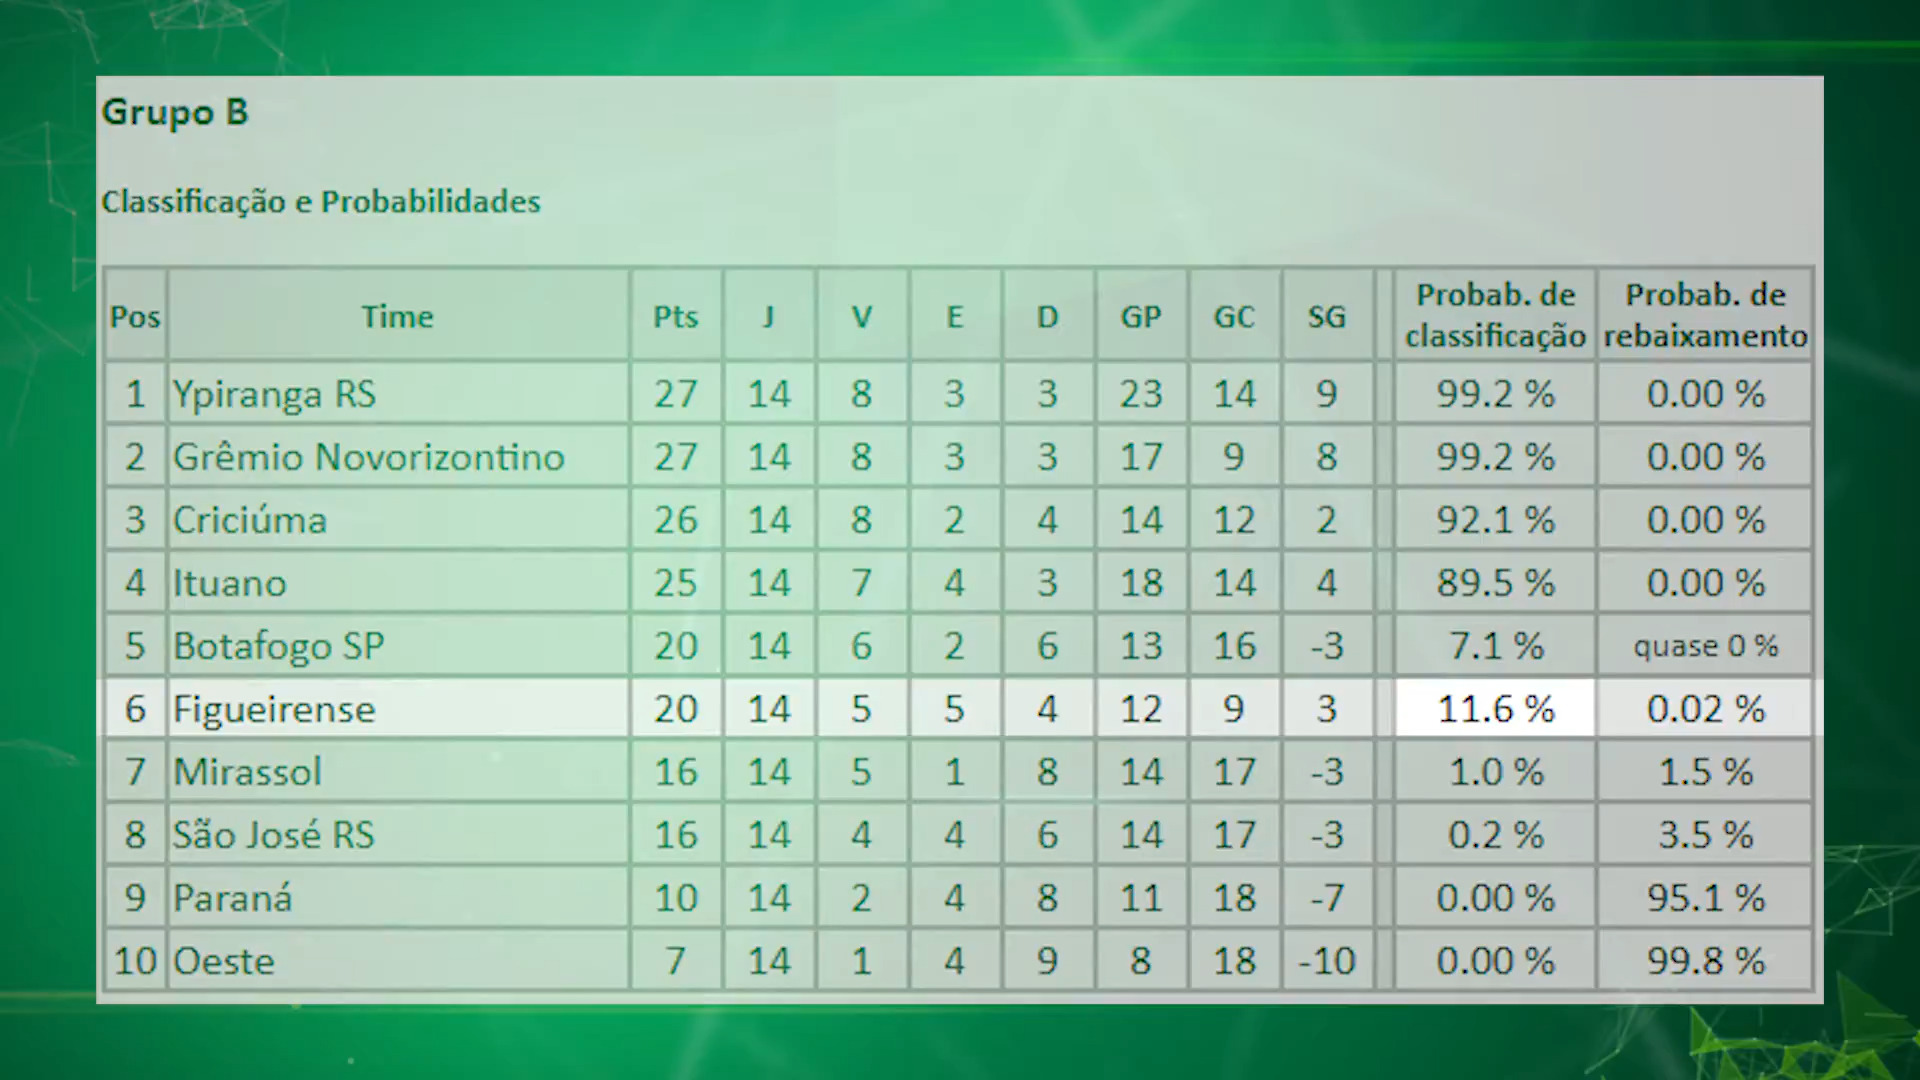 Grupo B
Classificação e Probabilidades
Pos Time Pts J V E D GP GC SG Probab. de classificação Probab. de rebaixamento
1 Ypiranga RS 27 14 8 3 3 23 14 9 99.2 % 0.00 %
2 Grêmio Novorizontino 27 14 8 3 3 17 9 8 99.2 % 0.00 %
3 Criciúma 26 14 8 2 4 14 12 2 92.1 % 0.00 %
4 Ituano 25 14 7 4 3 18 14 4 89.5 % 0.00 %
5 Botafogo SP 20 14 6 2 6 13 16 -3 7.1 % quase 0 %
6 Figueirense 20 14 5 5 4 12 9 3 11.6 % 0.02 %
7 Mirassol 16 14 5 1 8 14 17 -3 1.0 % 1.5 %
8 São José RS 16 14 4 4 6 14 17 -3 0.2 % 3.5 %
9 Paraná 10 14 2 4 8 11 18 -7 0.00 % 95.1 %
10 Oeste 7 14 1 4 9 8 18 -10 0.00 % 99.8 %